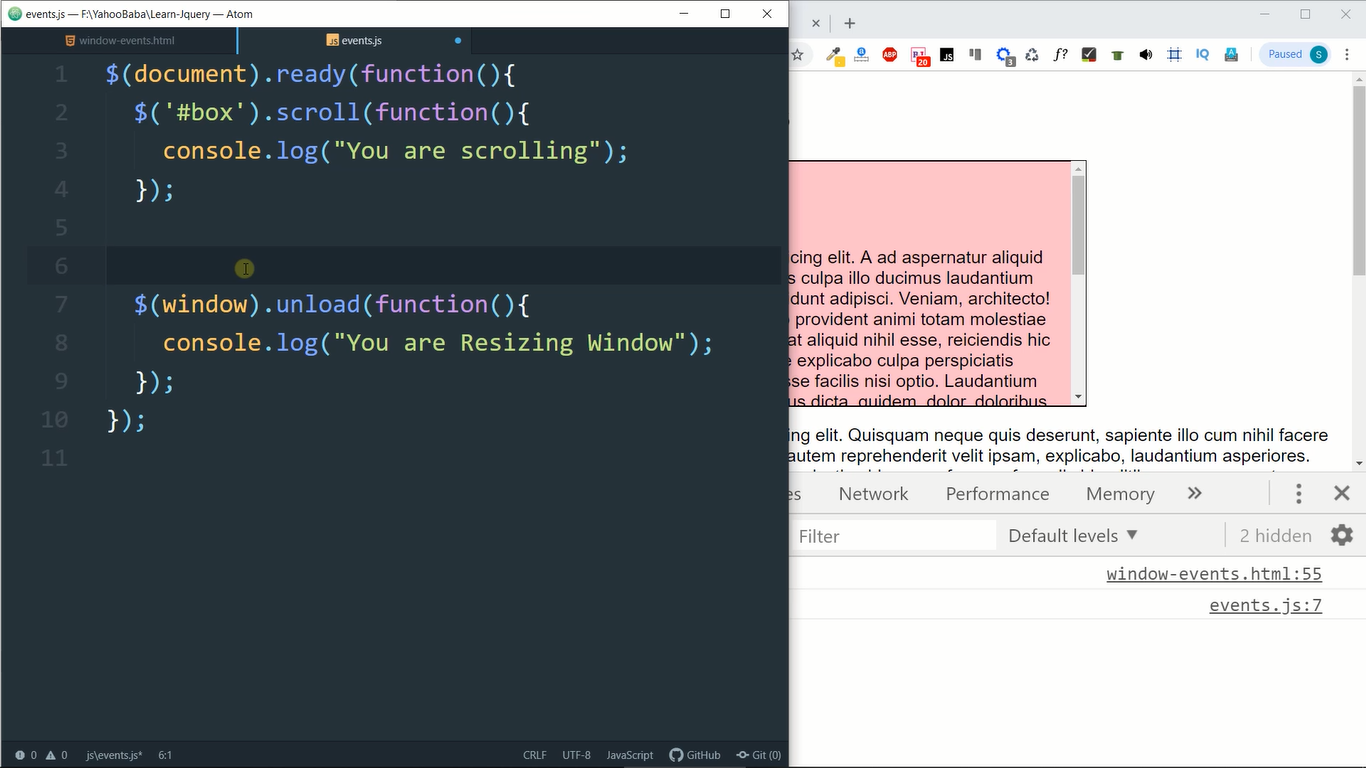 events.js — F:\YahooBaba\Learn-Jquery — Atom
window-events.html
events.js
1 $(document).ready(function(){
2 $('#box').scroll(function(){
3 console.log("You are scrolling");
4 });
5
6
7 $(window).unload(function(){
8 console.log("You are Resizing Window");
9 });
10 });
11
0 0 js\events.js* 6:1 CRLF UTF-8 JavaScript GitHub Git (0)
ABP 20 JS 3 f? IQ Paused S
cing elit. A ad aspernatur aliquid
s culpa illo ducimus laudantium
dunt adipisci. Veniam, architecto!
provident animi totam molestiae
at aliquid nihil esse, reiciendis hic
e explicabo culpa perspiciatis
sse facilis nisi optio. Laudantium
us dicta, quidem, dolor, doloribus
ing elit. Quisquam neque quis deserunt, sapiente illo cum nihil facere
autem reprehenderit velit ipsam, explicabo, laudantium asperiores.
es Network Performance Memory »
Filter Default levels ▼ 2 hidden
window-events.html:55
events.js:7